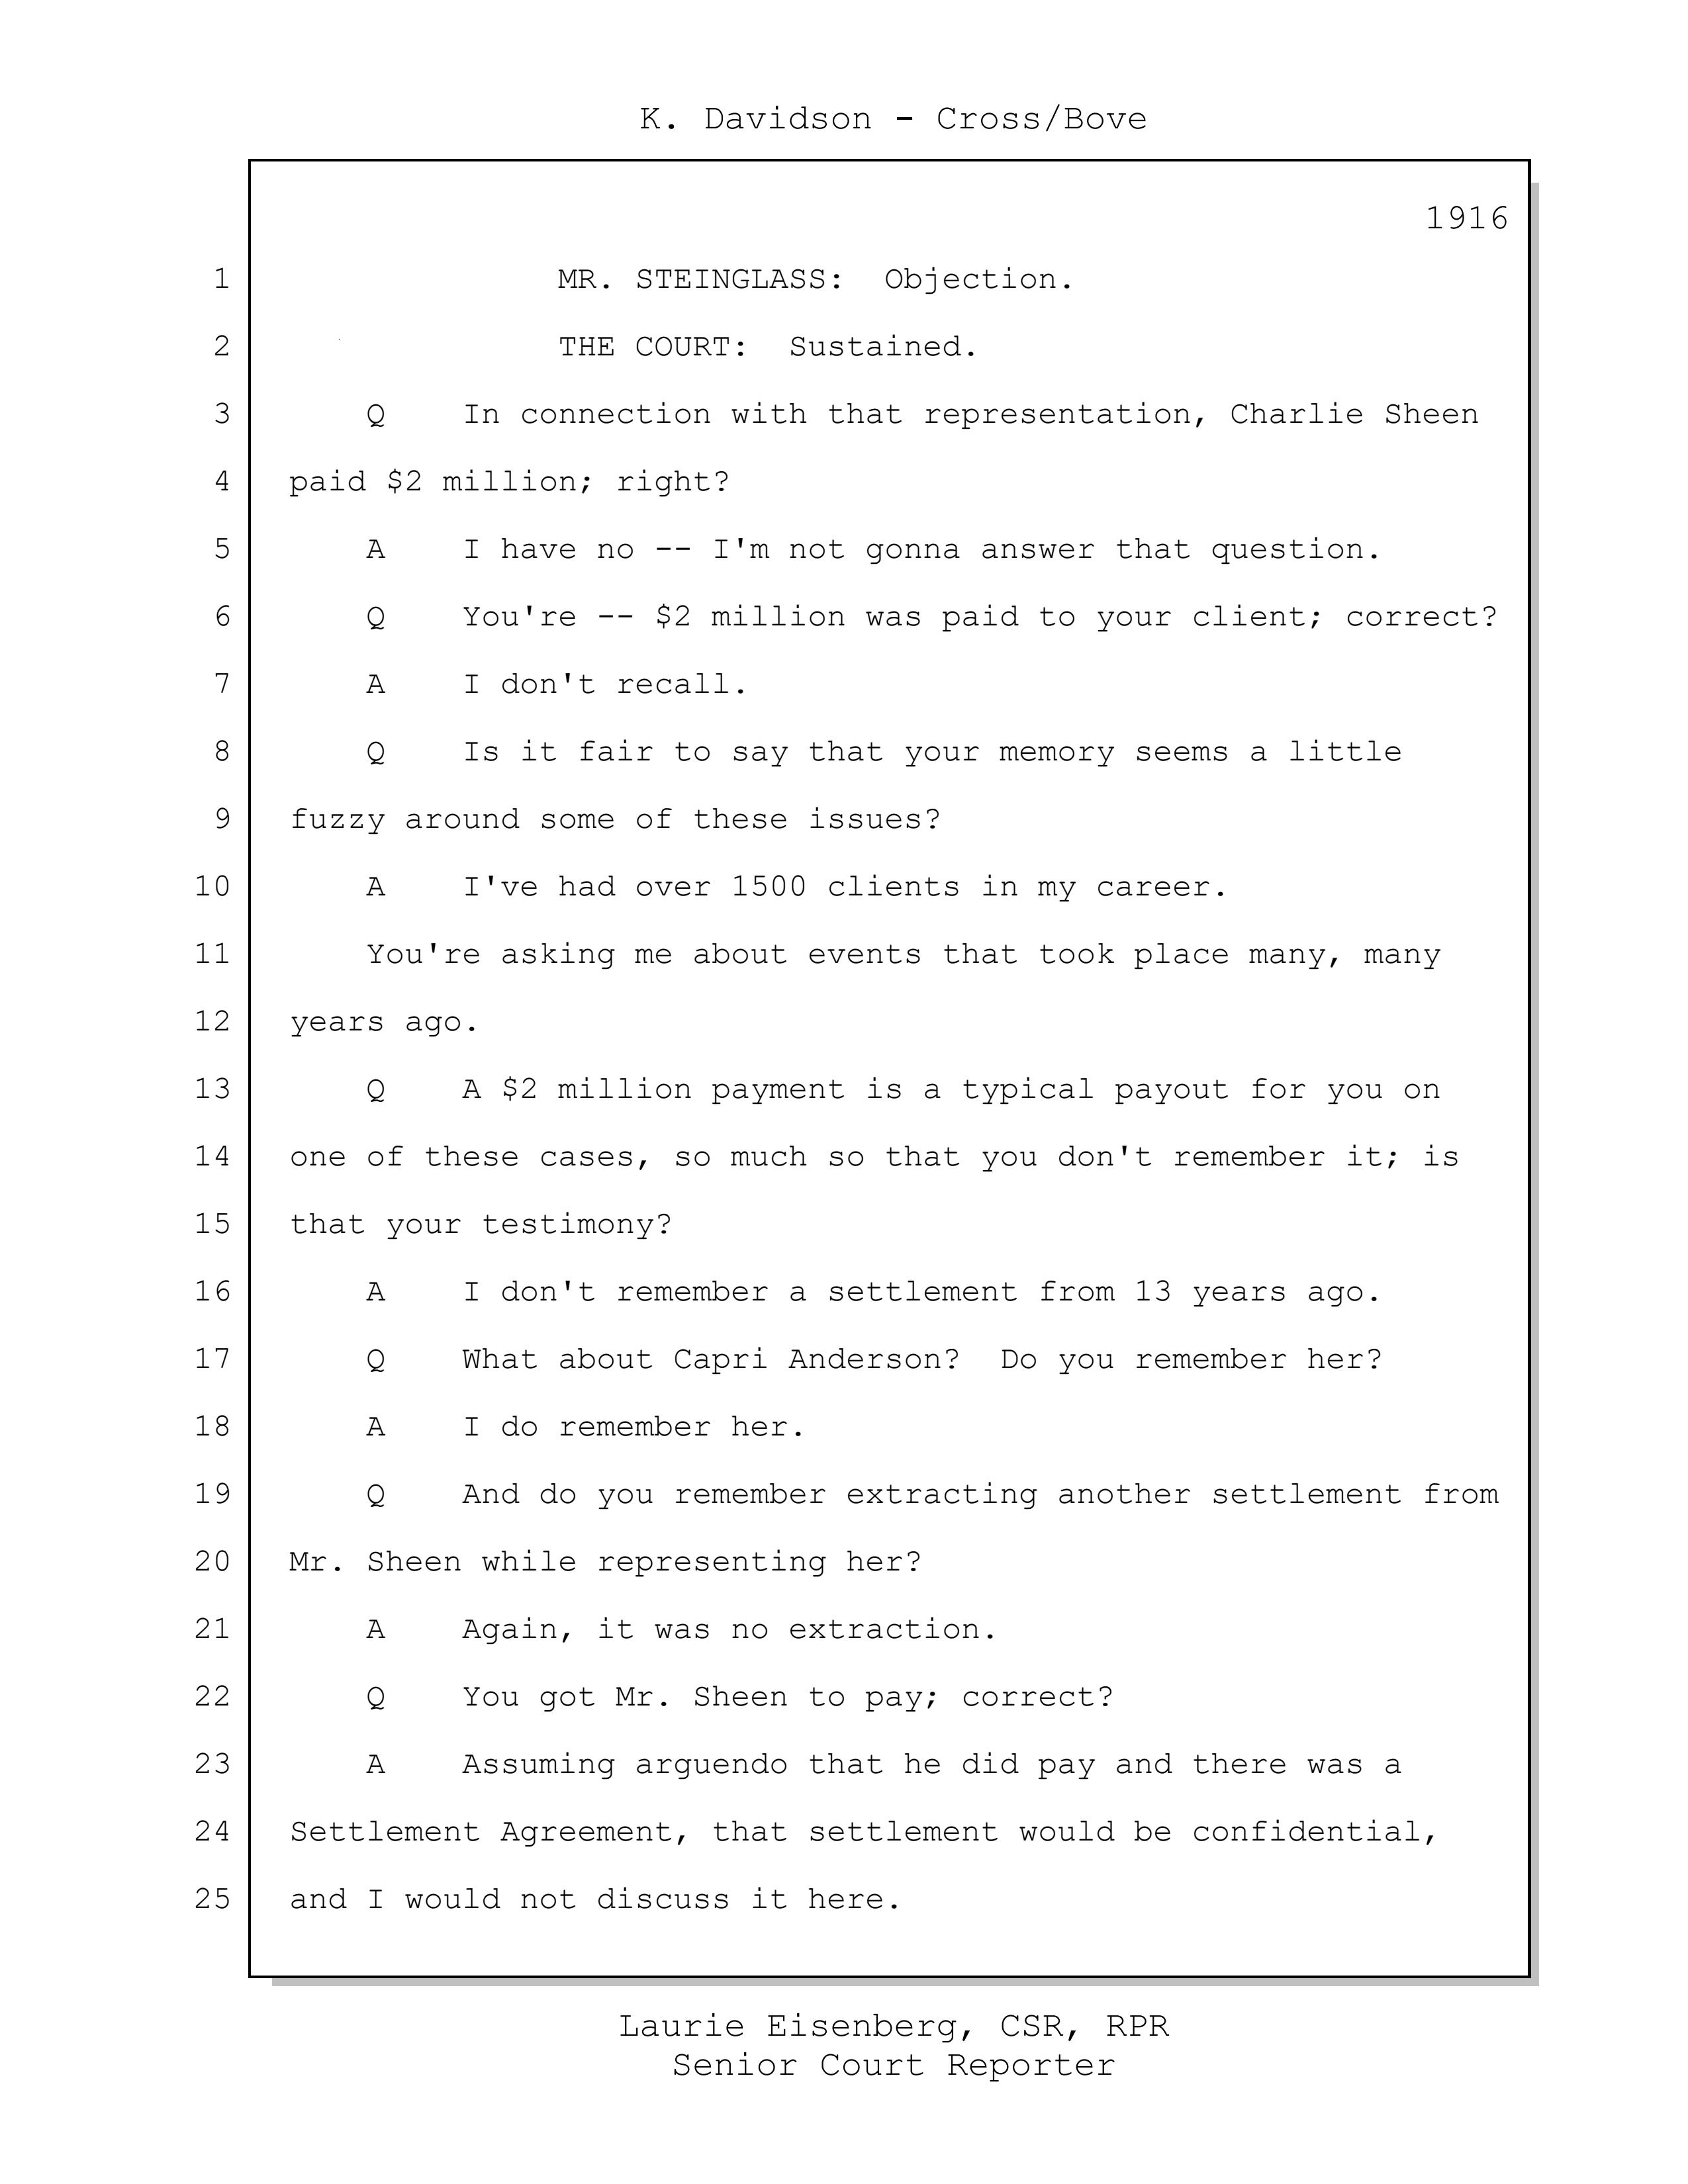 K. Davidson - Cross/Bove
1916
1 MR. STEINGLASS: Objection.
2 THE COURT: Sustained.
3 Q In connection with that representation, Charlie Sheen
4 paid $2 million; right?
5 A I have no -- I'm not gonna answer that question.
6 Q You're -- $2 million was paid to your client; correct?
7 A I don't recall.
8 Q Is it fair to say that your memory seems a little
9 fuzzy around some of these issues?
10 A I've had over 1500 clients in my career.
11 You're asking me about events that took place many, many
12 years ago.
13 Q A $2 million payment is a typical payout for you on
14 one of these cases, so much so that you don't remember it; is
15 that your testimony?
16 A I don't remember a settlement from 13 years ago.
17 Q What about Capri Anderson? Do you remember her?
18 A I do remember her.
19 Q And do you remember extracting another settlement from
20 Mr. Sheen while representing her?
21 A Again, it was no extraction.
22 Q You got Mr. Sheen to pay; correct?
23 A Assuming arguendo that he did pay and there was a
24 Settlement Agreement, that settlement would be confidential,
25 and I would not discuss it here.
Laurie Eisenberg, CSR, RPR
Senior Court Reporter